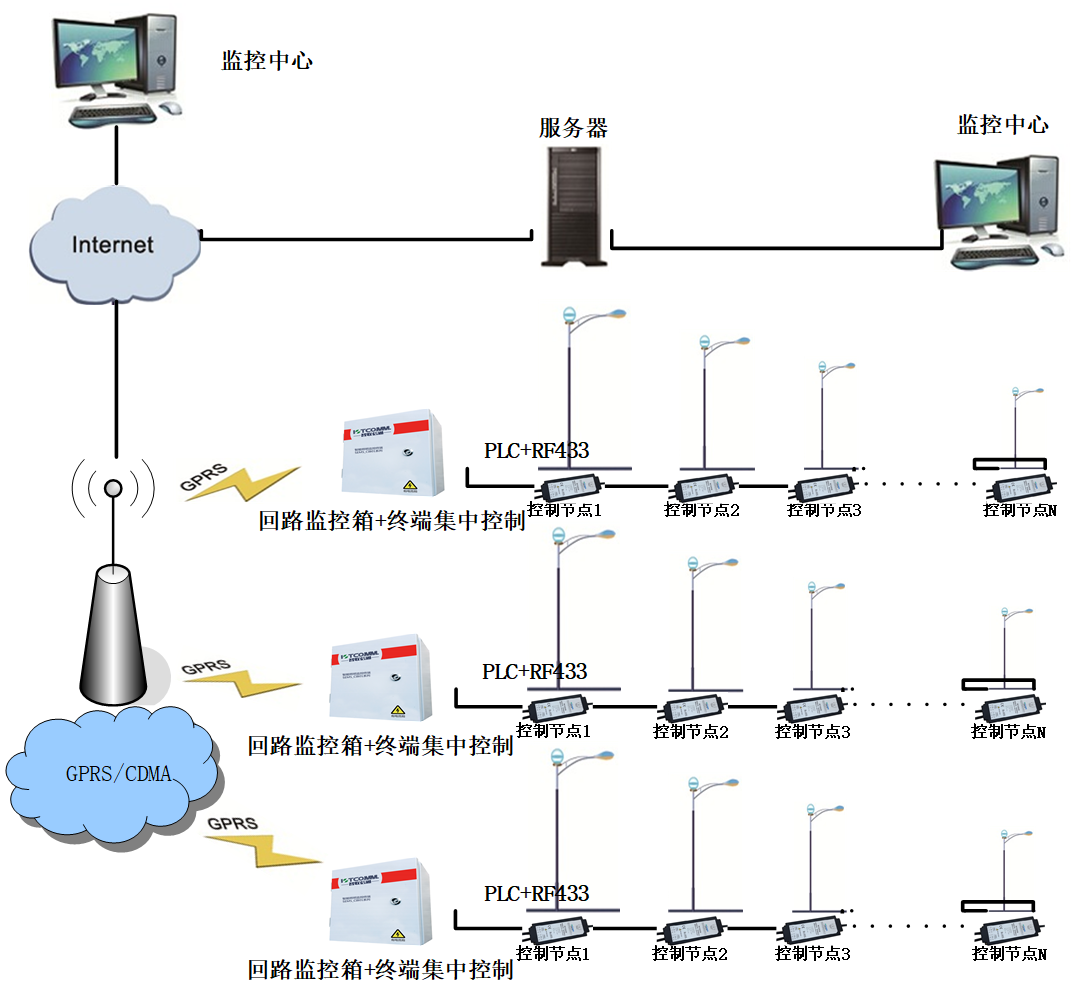 监控中心
服务器
监控中心
Internet
PLC+RF433
GPRS
回路监控箱+终端集中控制
控制节点1
控制节点2
控制节点3
控制节点N
PLC+RF433
GPRS
回路监控箱+终端集中控制
控制节点1
控制节点2
控制节点3
控制节点N
GPRS/CDMA
GPRS
PLC+RF433
回路监控箱+终端集中控制
控制节点1
控制节点2
控制节点3
控制节点N